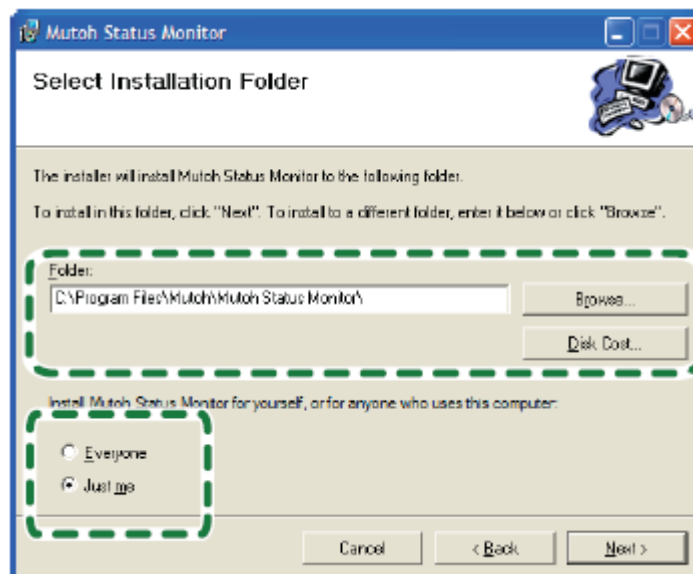 Mutoh Status Monitor
Select Installation Folder
The installer will install Mutoh Status Monitor to the following folder.
To install in this folder, click "Next". To install to a different folder, enter it below or click "Browse".
Folder:
C:\Program Files\Mutoh\Mutoh Status Monitor\
Browse...
Disk Cost...
Install Mutoh Status Monitor for yourself, or for anyone who uses this computer:
Everyone
Just me
Cancel
< Back
Next >